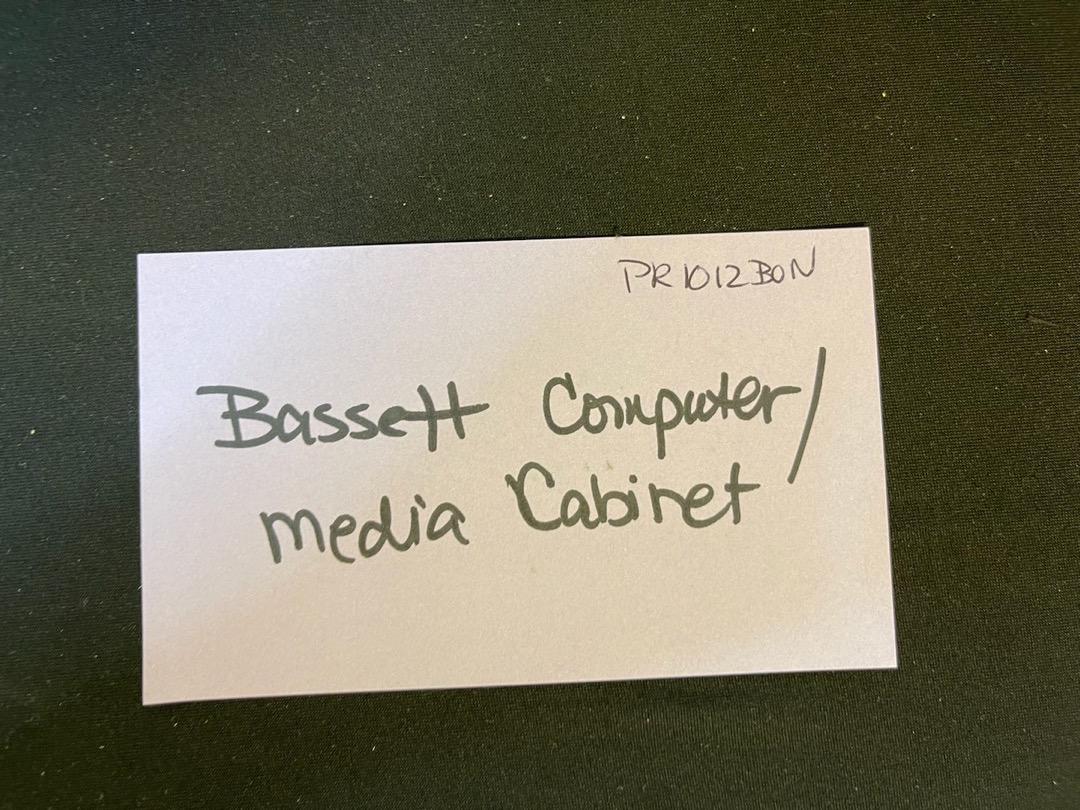 PR1012BON
Bassett Computer/
media Cabinet